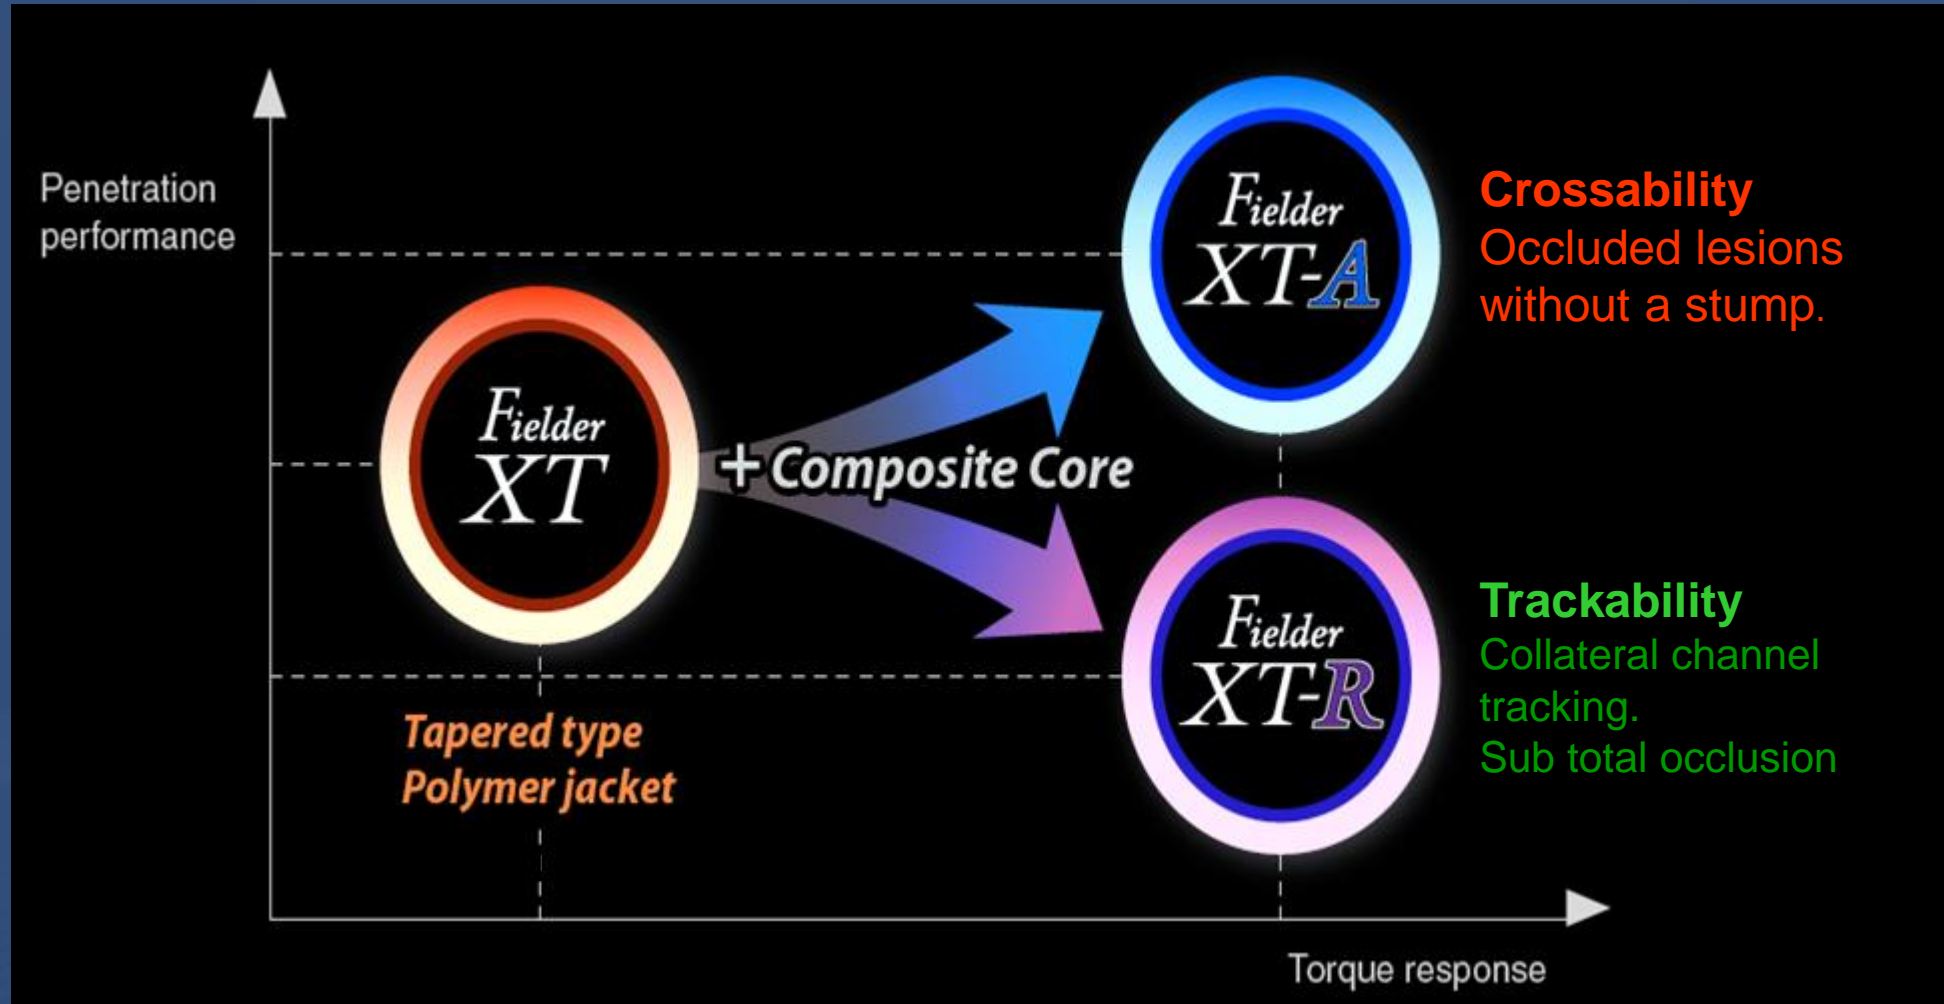 Penetration
performance
Fielder
XT
+ Composite Core
Tapered type
Polymer jacket
Fielder
XT-A
Crossability
Occluded lesions
without a stump.
Fielder
XT-R
Trackability
Collateral channel
tracking.
Sub total occlusion
Torque response